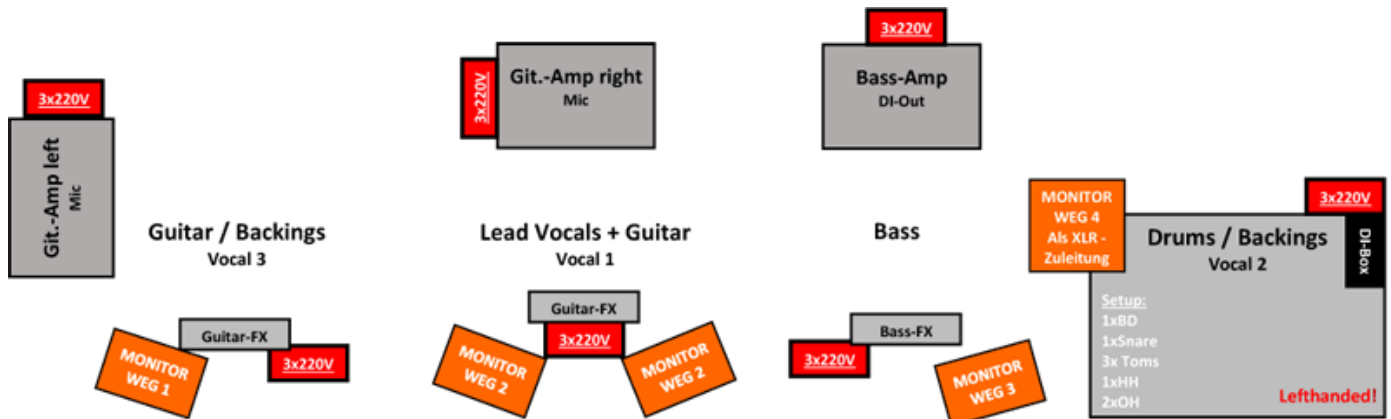 3x220V
Git.-Amp left
Mic
3x220V
Git.-Amp right
Mic
3x220V
Bass-Amp
DI-Out
Guitar / Backings
Vocal 3
Lead Vocals + Guitar
Vocal 1
Bass
MONITOR
WEG 4
Als XLR -
Zuleitung
3x220V
DI-Box
Drums / Backings
Vocal 2
Setup:
1xBD
1xSnare
3x Toms
1xHH
2xOH
Lefthanded!
Guitar-FX
MONITOR
WEG 1
3x220V
Guitar-FX
3x220V
MONITOR
WEG 2
MONITOR
WEG 2
Bass-FX
3x220V
MONITOR
WEG 3